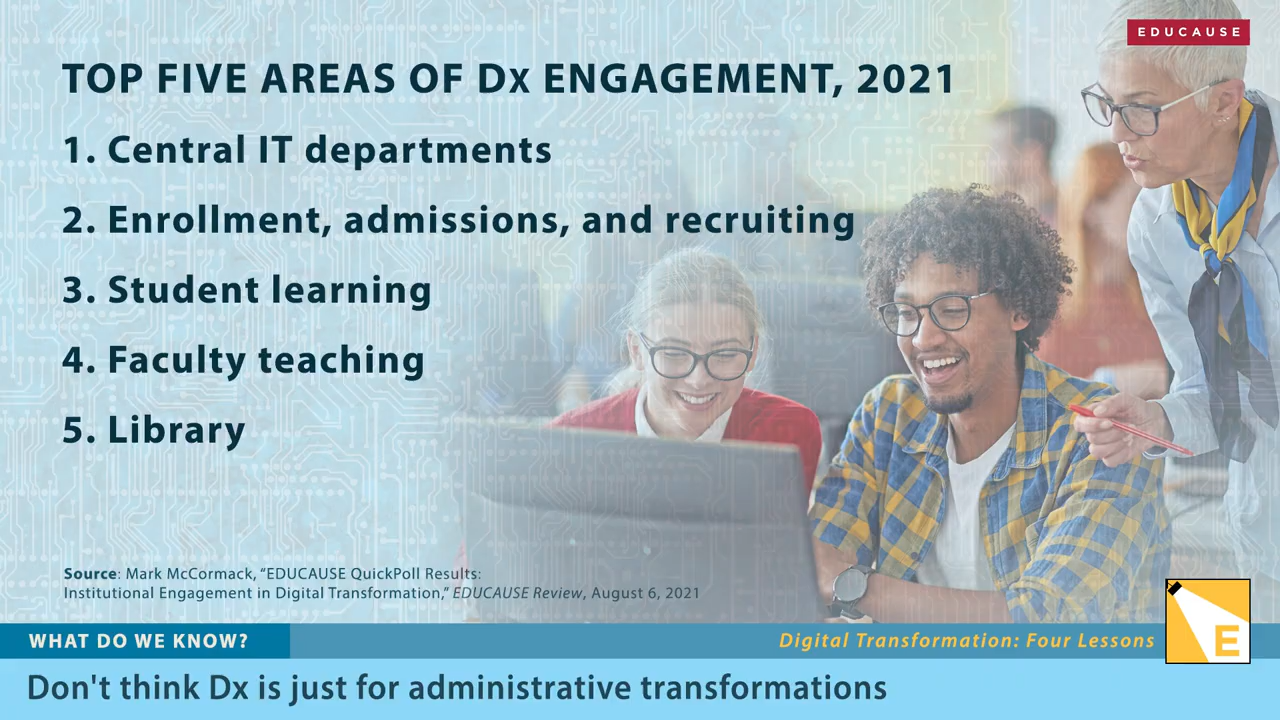 EDUCAUSE
TOP FIVE AREAS OF Dx ENGAGEMENT, 2021
1. Central IT departments
2. Enrollment, admissions, and recruiting
3. Student learning
4. Faculty teaching
5. Library
Source: Mark McCormack, “EDUCAUSE QuickPoll Results:
Institutional Engagement in Digital Transformation,” EDUCAUSE Review, August 6, 2021
WHAT DO WE KNOW?
Digital Transformation: Four Lessons
E
Don't think Dx is just for administrative transformations